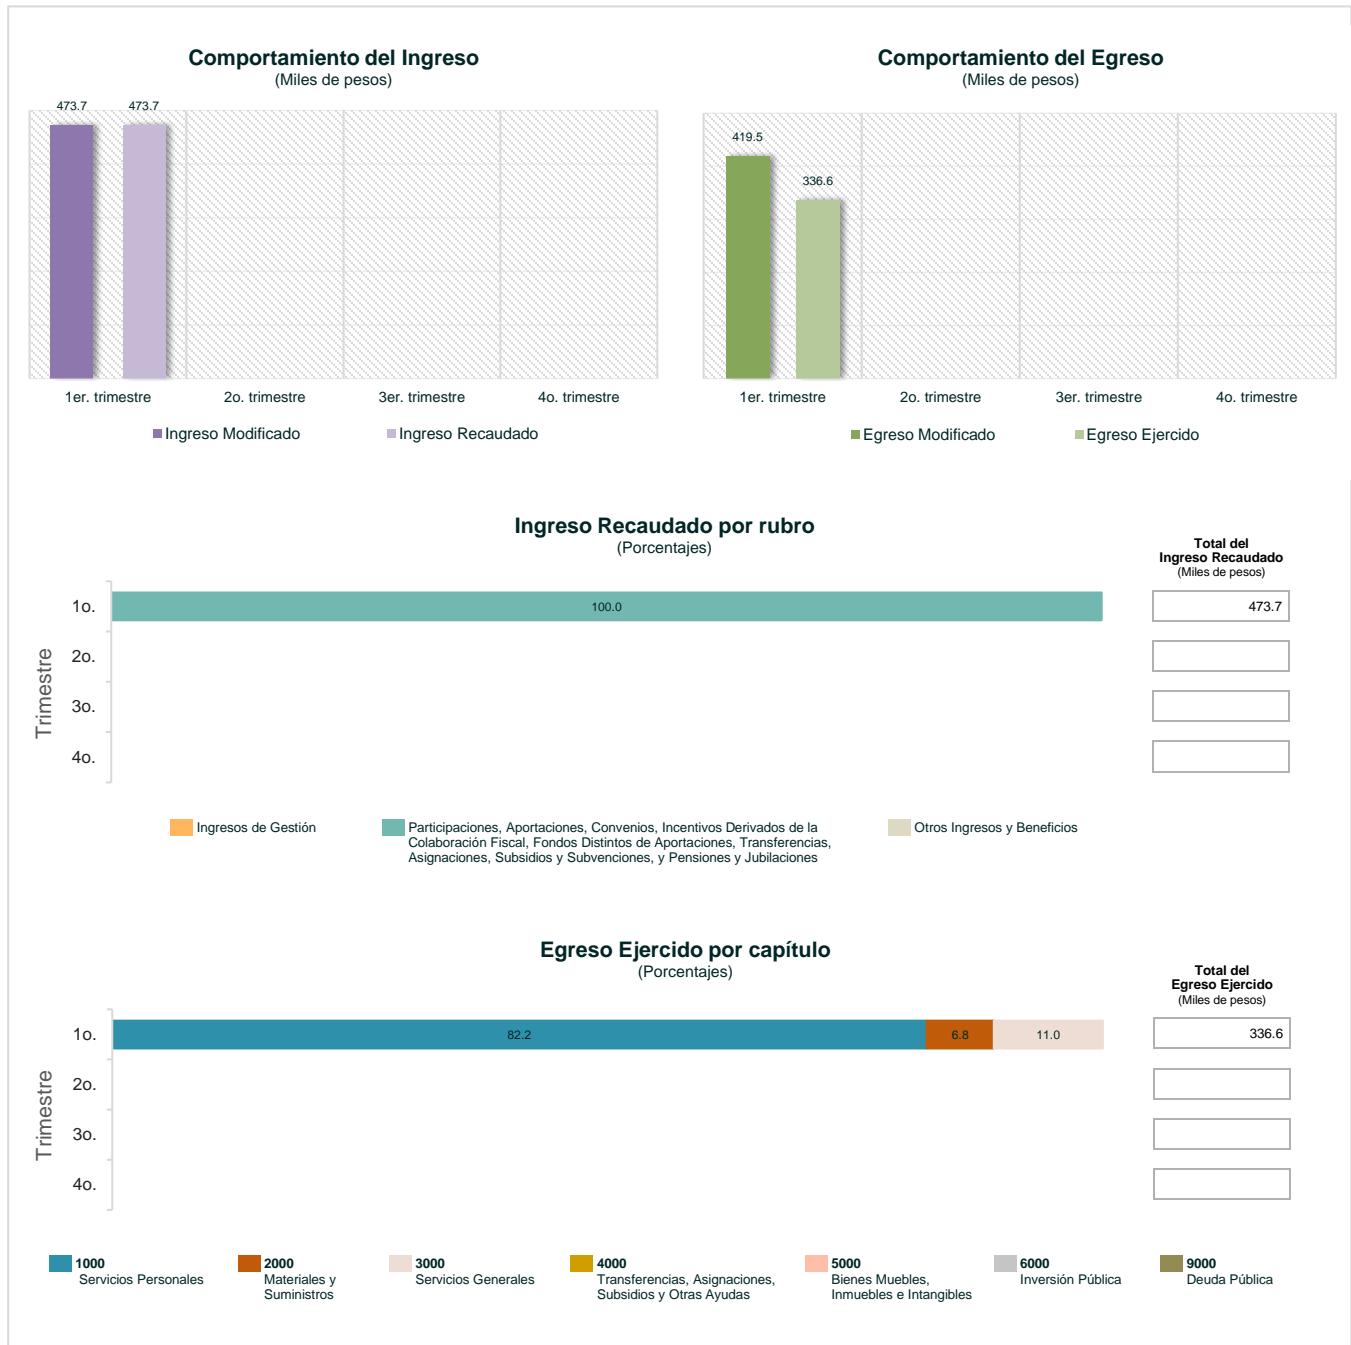 Comportamiento del Ingreso
(Miles de pesos)
473.7
473.7
1er. trimestre
2o. trimestre
3er. trimestre
4o. trimestre
Ingreso Modificado
Ingreso Recaudado
Comportamiento del Egreso
(Miles de pesos)
419.5
336.6
1er. trimestre
2o. trimestre
3er. trimestre
4o. trimestre
Egreso Modificado
Egreso Ejercido
Ingreso Recaudado por rubro
(Porcentajes)
Total del
Ingreso Recaudado
(Miles de pesos)
Trimestre
1o.
100.0
473.7
2o.
3o.
4o.
Ingresos de Gestión
Participaciones, Aportaciones, Convenios, Incentivos Derivados de la
Colaboración Fiscal, Fondos Distintos de Aportaciones, Transferencias,
Asignaciones, Subsidios y Subvenciones, y Pensiones y Jubilaciones
Otros Ingresos y Beneficios
Egreso Ejercido por capítulo
(Porcentajes)
Total del
Egreso Ejercido
(Miles de pesos)
Trimestre
1o.
82.2
6.8
11.0
336.6
2o.
3o.
4o.
1000
Servicios Personales
2000
Materiales y
Suministros
3000
Servicios Generales
4000
Transferencias, Asignaciones,
Subsidios y Otras Ayudas
5000
Bienes Muebles,
Inmuebles e Intangibles
6000
Inversión Pública
9000
Deuda Pública